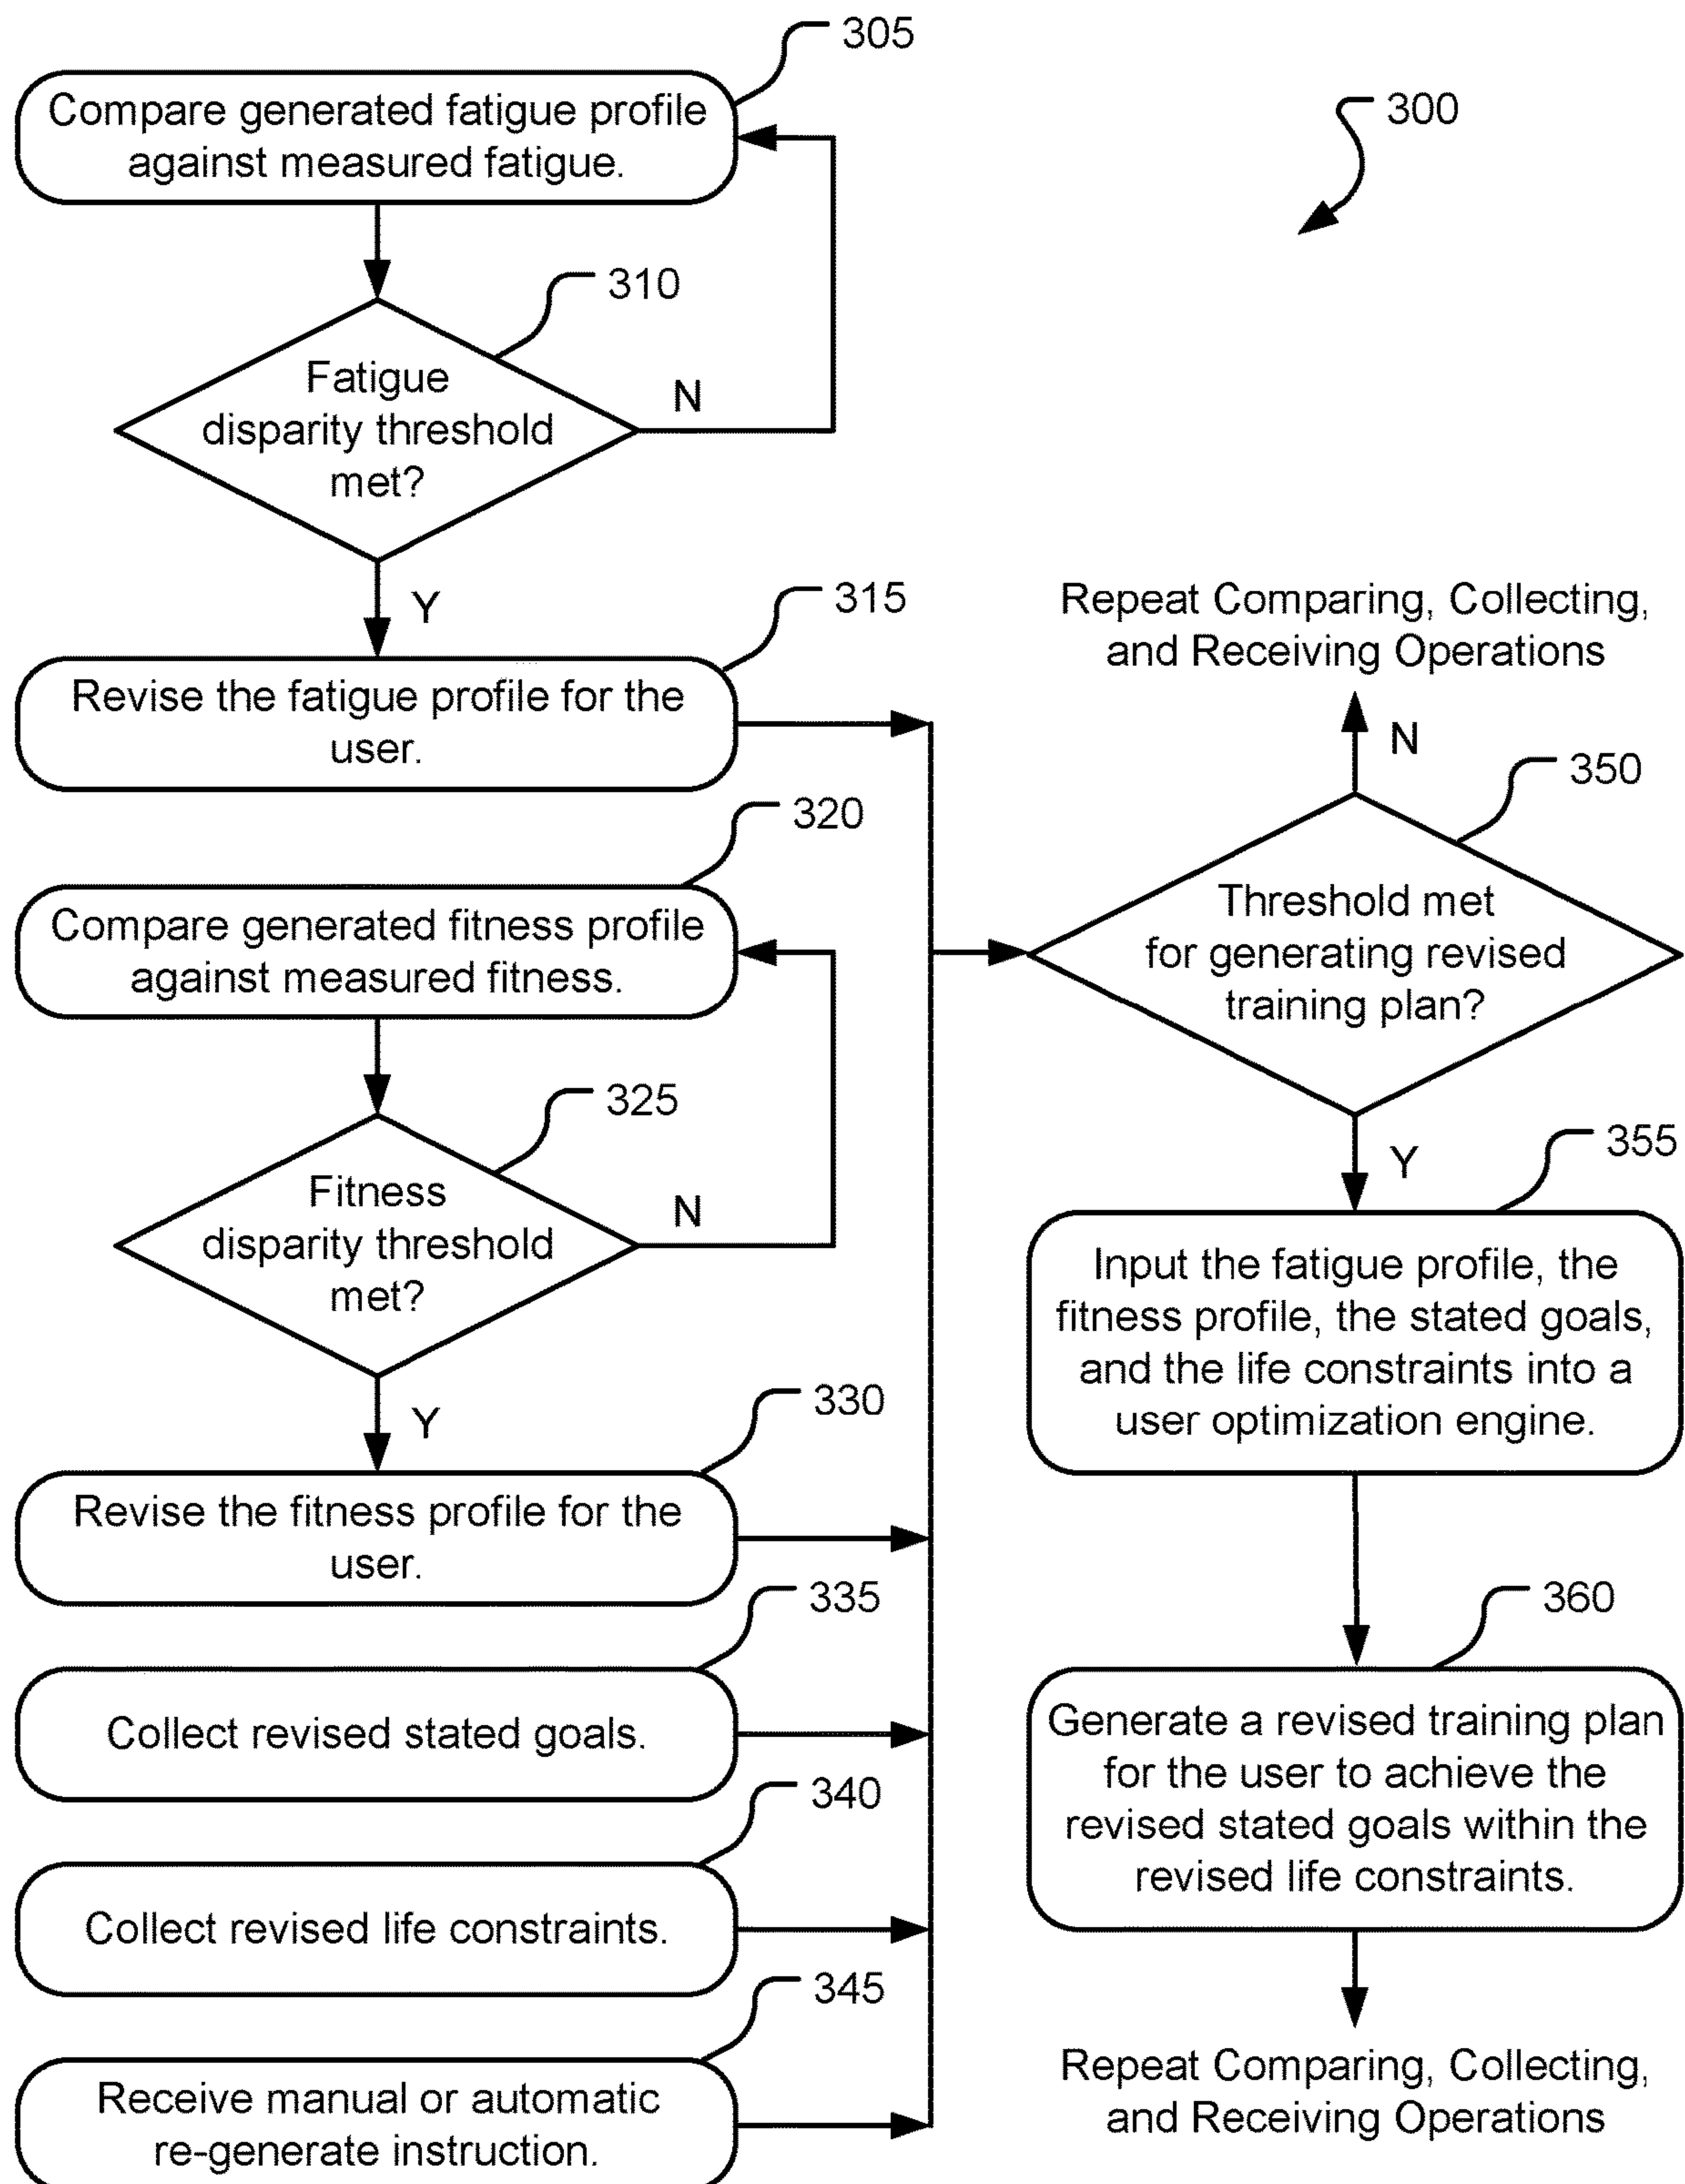 305
Compare generated fatigue profile
against measured fatigue.
300
310
Fatigue
disparity threshold
met?
N
Y
315
Revise the fatigue profile for the
user.
320
Compare generated fitness profile
against measured fitness.
325
Fitness
disparity threshold
met?
N
Y
330
Revise the fitness profile for the
user.
335
Collect revised stated goals.
340
Collect revised life constraints.
345
Receive manual or automatic
re-generate instruction.
Repeat Comparing, Collecting,
and Receiving Operations
N
350
Threshold met
for generating revised
training plan?
Y
355
Input the fatigue profile, the
fitness profile, the stated goals,
and the life constraints into a
user optimization engine.
360
Generate a revised training plan
for the user to achieve the
revised stated goals within the
revised life constraints.
Repeat Comparing, Collecting,
and Receiving Operations